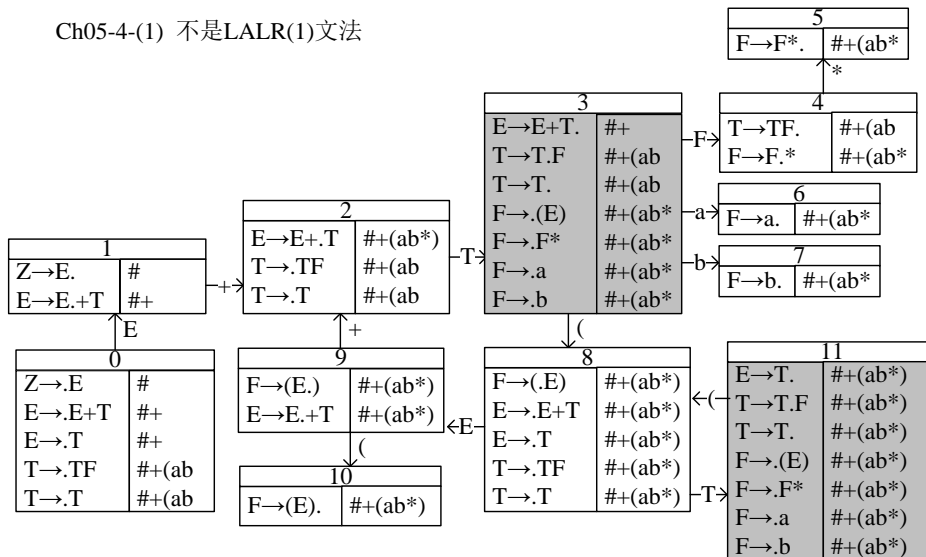 Ch05-4-(1) 不是LALR(1)文法
5
F→F*. #+(ab*
*
3
E→E+T. #+
T→T.F #+(ab
T→T. #+(ab
F→.(E) #+(ab*
F→.F* #+(ab*
F→.a #+(ab*
F→.b #+(ab*
F
4
T→TF. #+(ab
F→F.* #+(ab*
a
6
F→a. #+(ab*
b
7
F→b. #+(ab*
2
E→E+.T #+(ab*)
T→.TF #+(ab
T→.T #+(ab
T
1
Z→E. #
E→E.+T #+
+
E
0
Z→.E #
E→.E+T #+
E→.T #+
T→.TF #+(ab
T→.T #+(ab
+
9
F→(E.) #+(ab*)
E→E.+T #+(ab*)
(
10
F→(E). #+(ab*)
(
8
F→(.E) #+(ab*)
E→.E+T #+(ab*)
E→.T #+(ab*)
T→.TF #+(ab*)
T→.T #+(ab*)
E
(
T
11
E→T. #+(ab*)
T→T.F #+(ab*)
T→T. #+(ab*)
F→.(E) #+(ab*)
F→.F* #+(ab*)
F→.a #+(ab*)
F→.b #+(ab*)